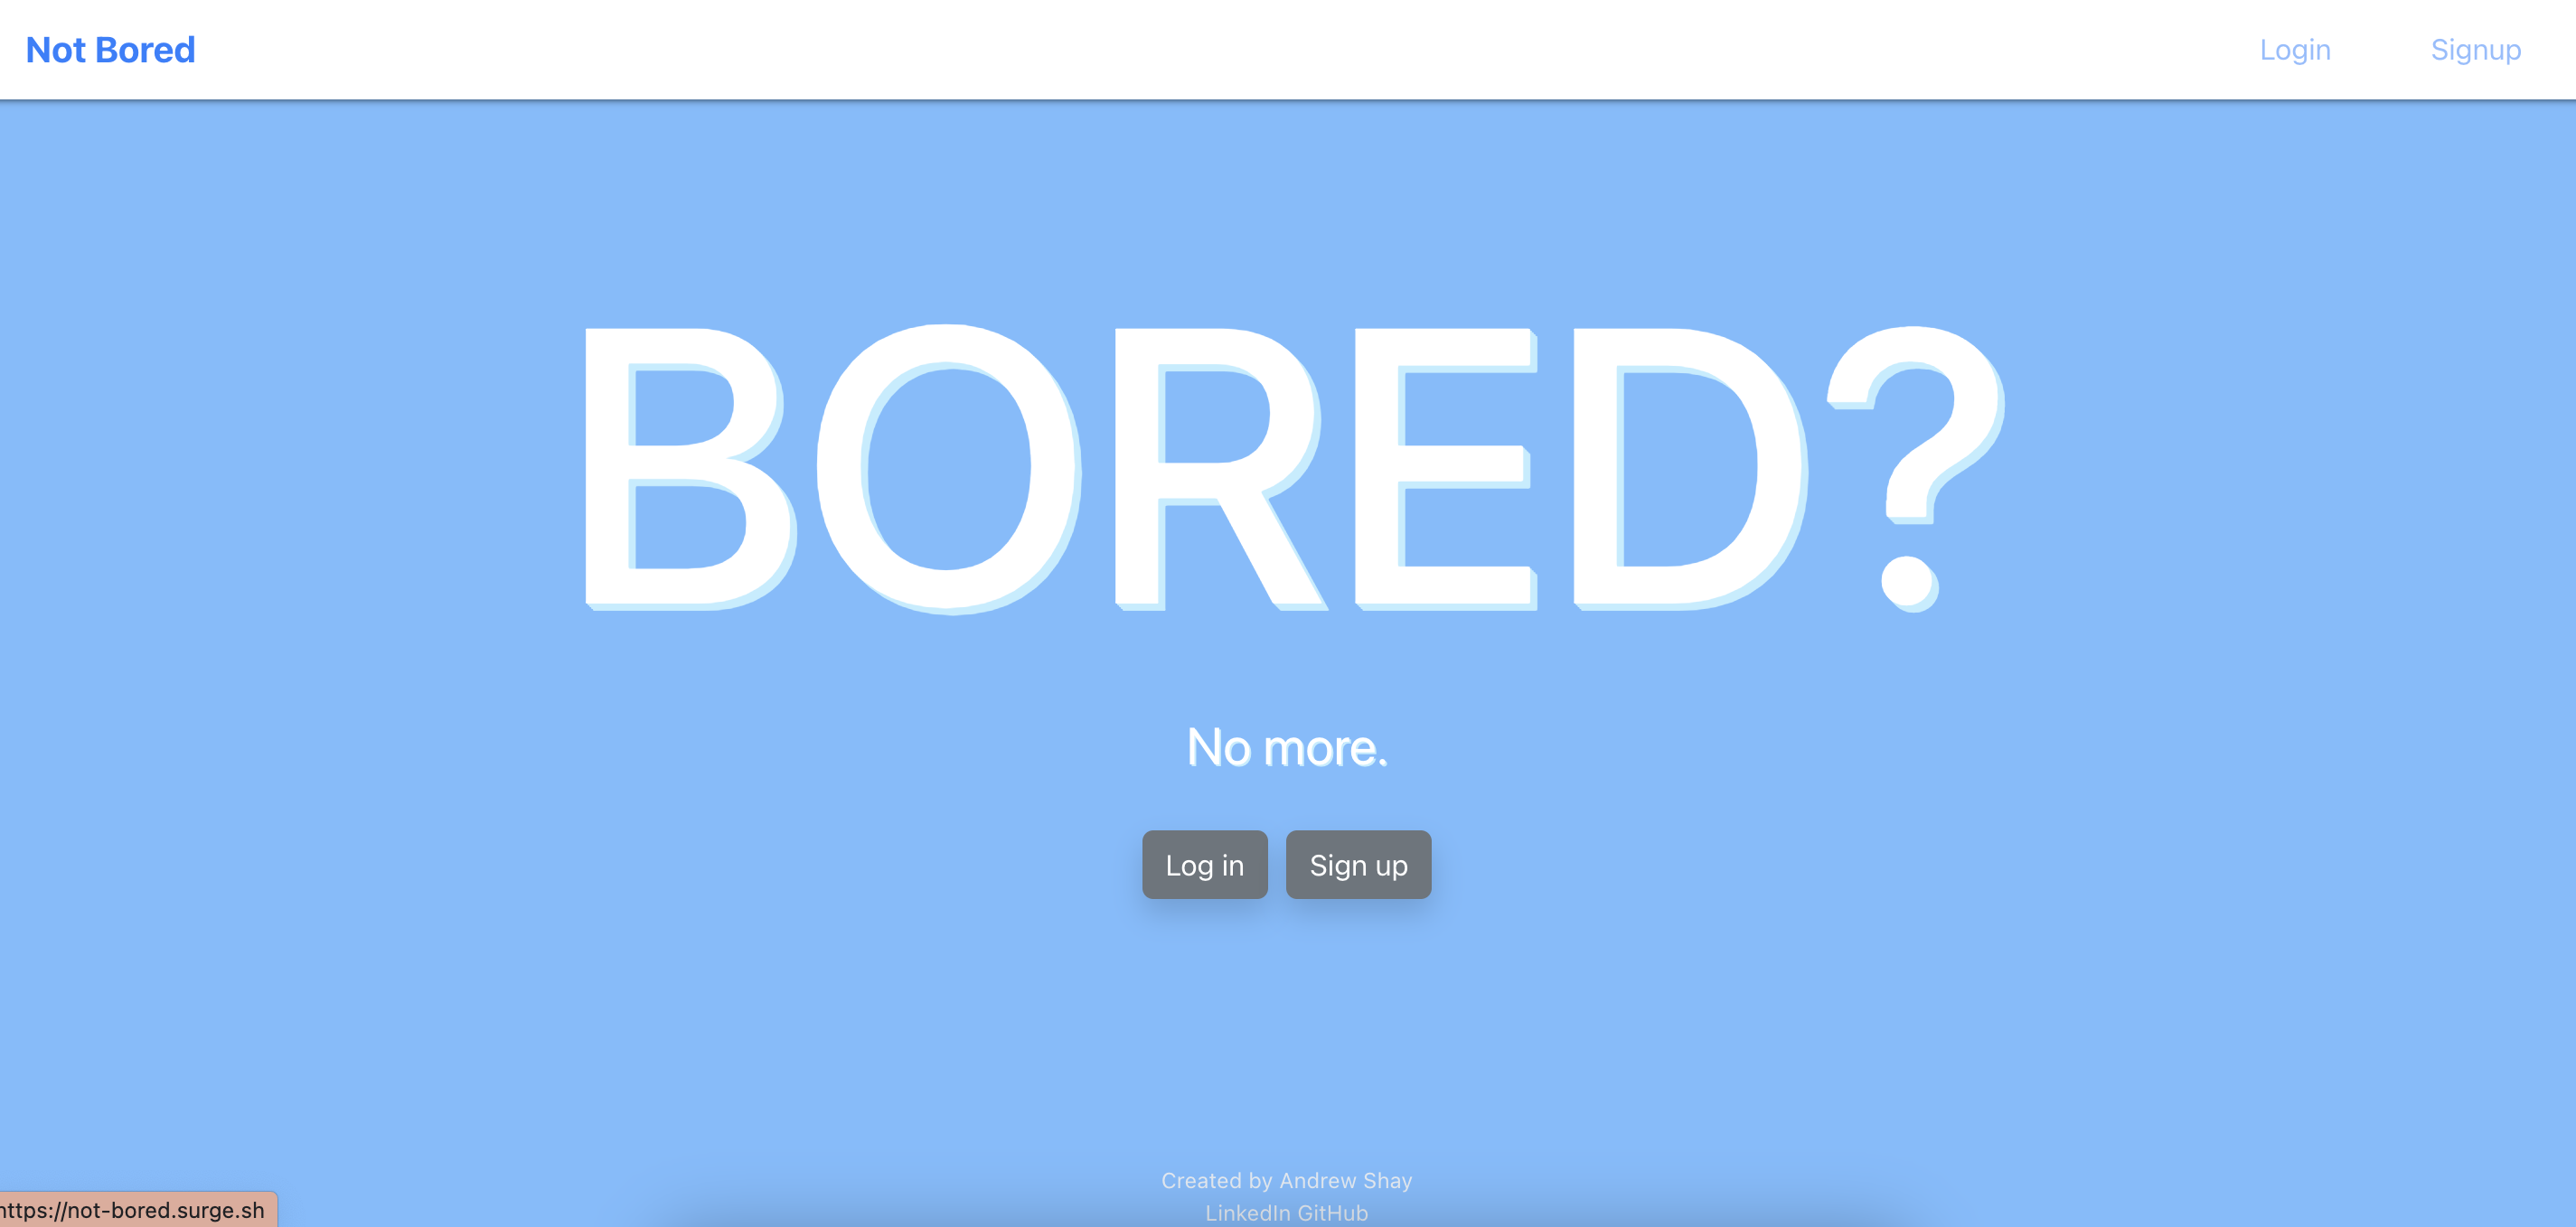 Not Bored Login Signup
BORED?
No more.
Log in Sign up
Created by Andrew Shay
LinkedIn GitHub
https://not-bored.surge.sh